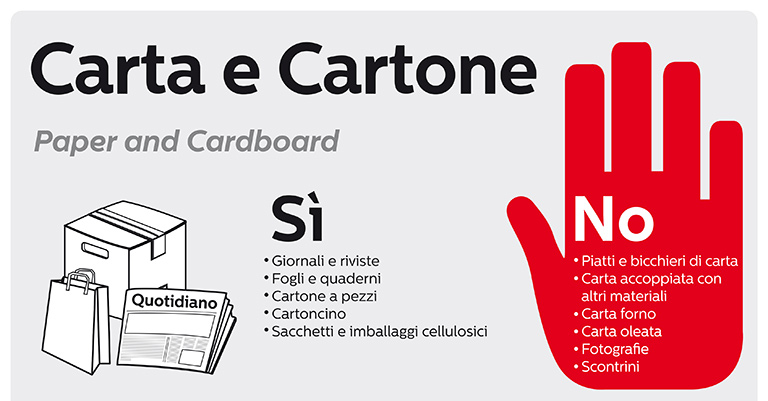 Carta e Cartone
Paper and Cardboard
Quotidiano
Sì
• Giornali e riviste
• Fogli e quaderni
• Cartone a pezzi
• Cartoncino
• Sacchetti e imballaggi cellulosici
No
• Piatti e bicchieri di carta
• Carta accoppiata con
altri materiali
• Carta forno
• Carta oleata
• Fotografie
• Scontrini